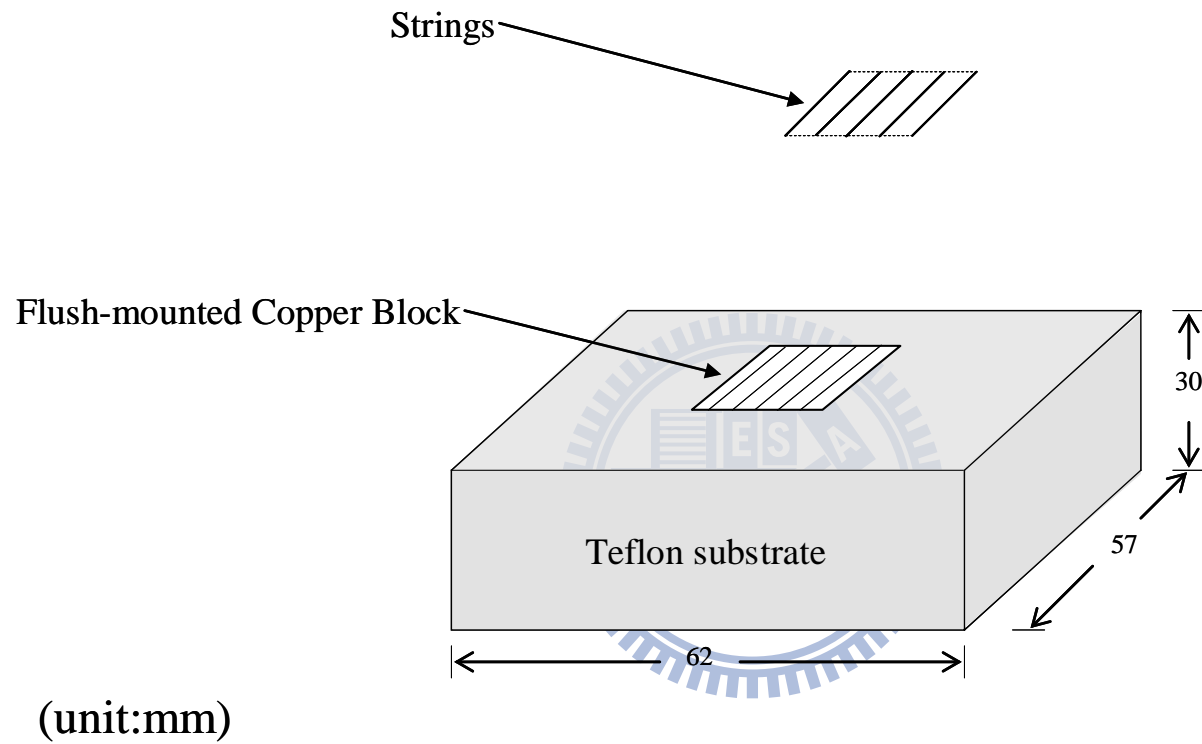 Strings
Flush-mounted Copper Block
30
E S A
Teflon substrate
57
62
(unit:mm)